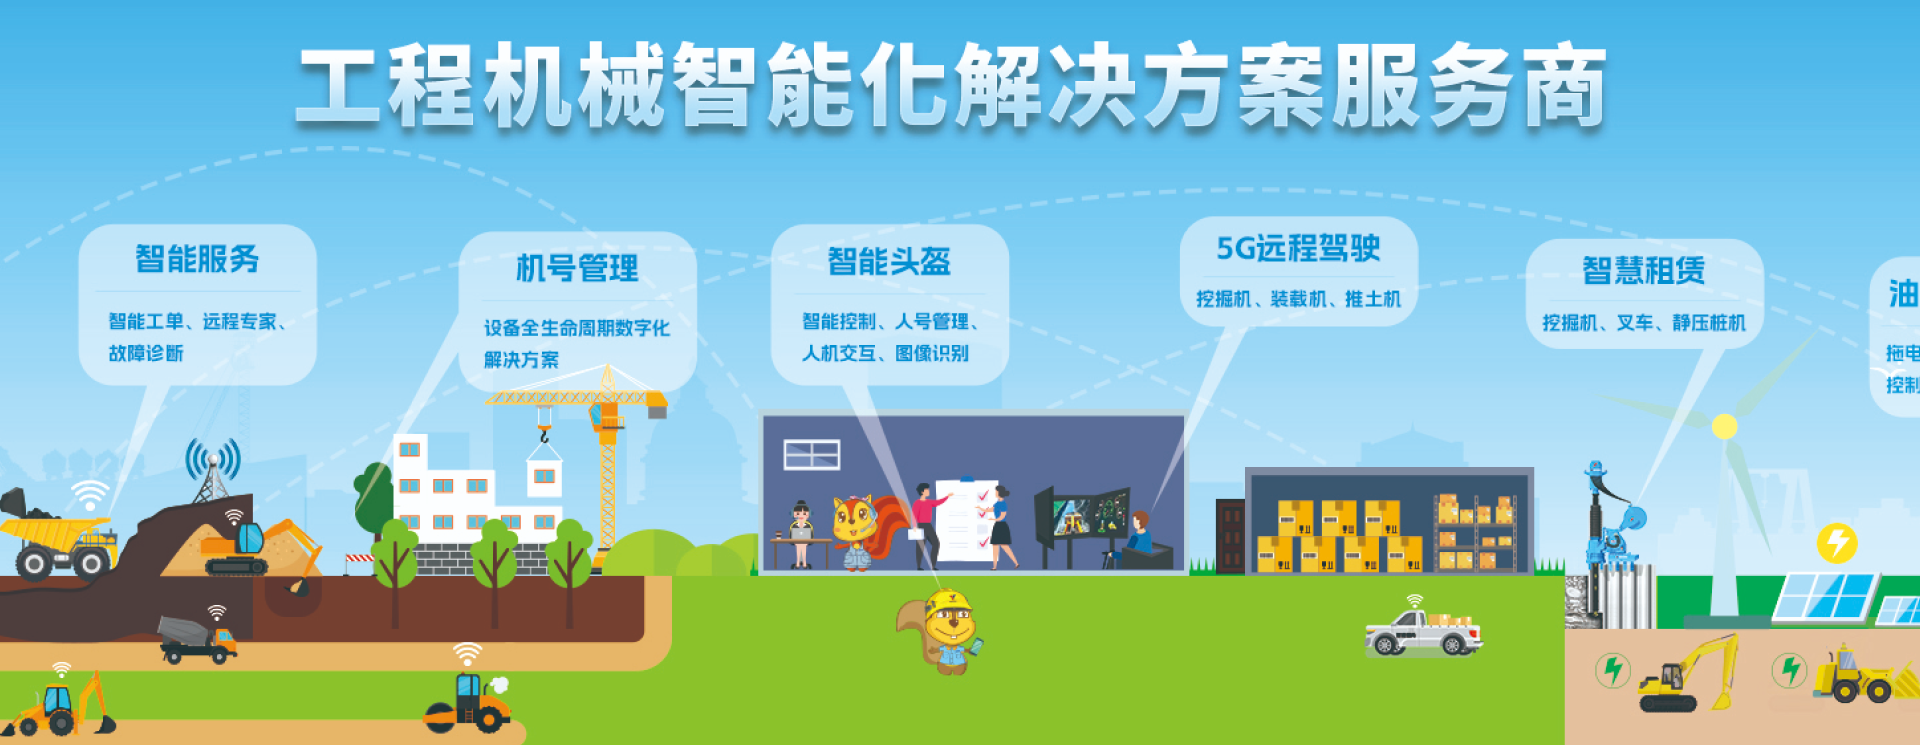 工程机械智能化解决方案服务商
智能服务
智能工单、远程专家、
故障诊断
机号管理
设备全生命周期数字化
解决方案
智能头盔
智能控制、人号管理、
人机交互、图像识别
5G远程驾驶
挖掘机、装载机、推土机
智慧租赁
挖掘机、叉车、静压桩机
油
拖电
控制